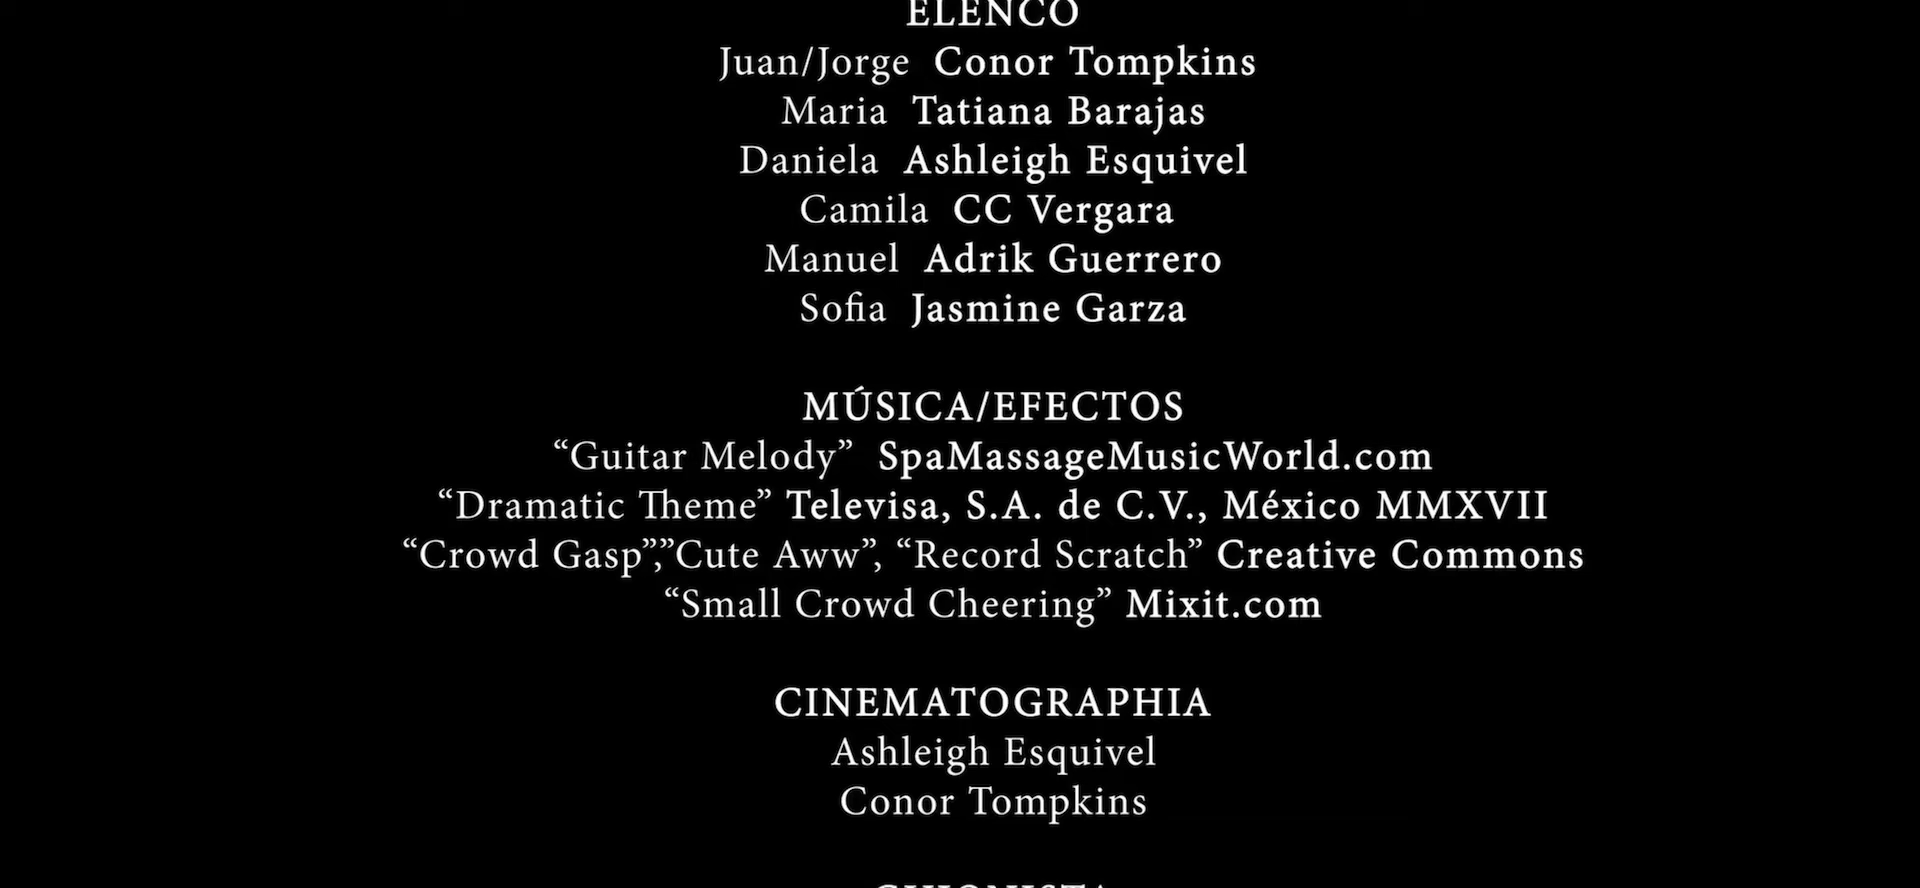 ELENCO
Juan/Jorge Conor Tompkins
Maria Tatiana Barajas
Daniela Ashleigh Esquivel
Camila CC Vergara
Manuel Adrik Guerrero
Sofia Jasmine Garza
MÚSICA/EFECTOS
“Guitar Melody” SpaMassageMusicWorld.com
“Dramatic Theme” Televisa, S.A. de C.V., México MMXVII
“Crowd Gasp”,”Cute Aww”, “Record Scratch” Creative Commons
“Small Crowd Cheering” Mixit.com
CINEMATOGRAPHIA
Ashleigh Esquivel
Conor Tompkins
GUIONISTA